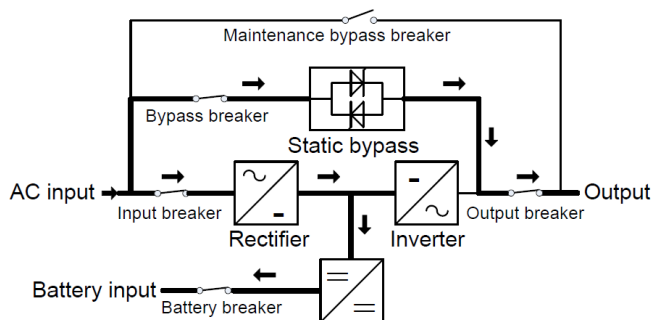 Maintenance bypass breaker
Bypass breaker
Static bypass
AC input
Input breaker
Rectifier
Inverter
Output breaker
Output
Battery input
Battery breaker